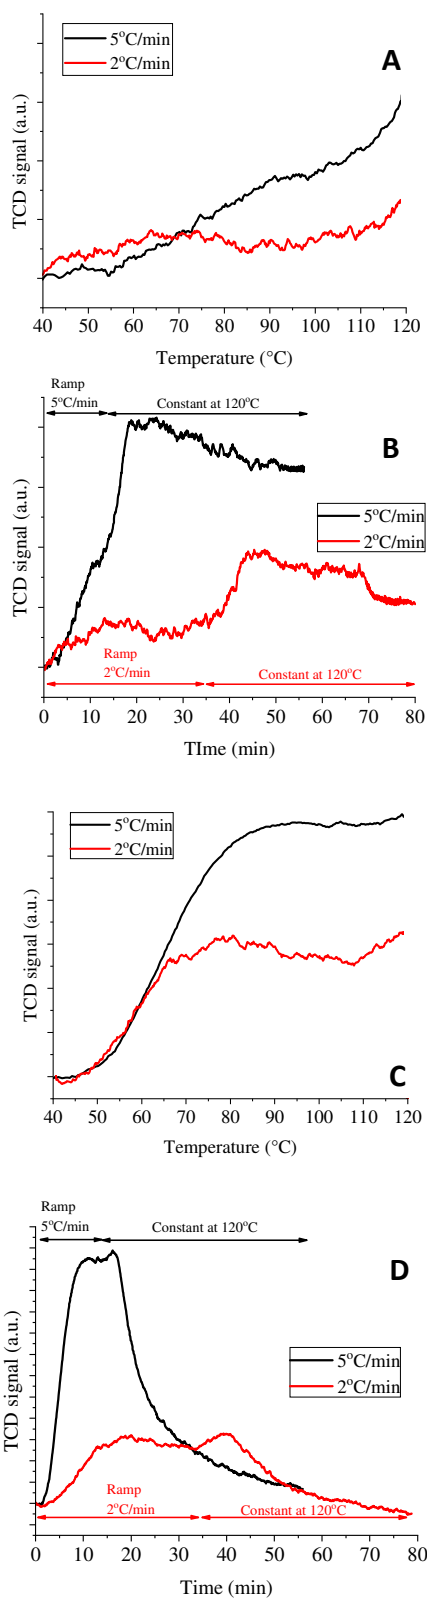 5°C/min
2°C/min
A
TCD signal (a.u.)
40 50 60 70 80 90 100 110 120
Temperature (°C)
Ramp
5°C/min
Constant at 120°C
B
TCD signal (a.u.)
5°C/min
2°C/min
Ramp
2°C/min
Constant at 120°C
0 10 20 30 40 50 60 70 80
TIme (min)
5°C/min
2°C/min
TCD signal (a.u.)
C
40 50 60 70 80 90 100 110 120
Temperature (°C)
Ramp
5°C/min
Constant at 120°C
D
TCD signal (a.u.)
5°C/min
2°C/min
Ramp
2°C/min
Constant at 120°C
0 10 20 30 40 50 60 70 80
Time (min)